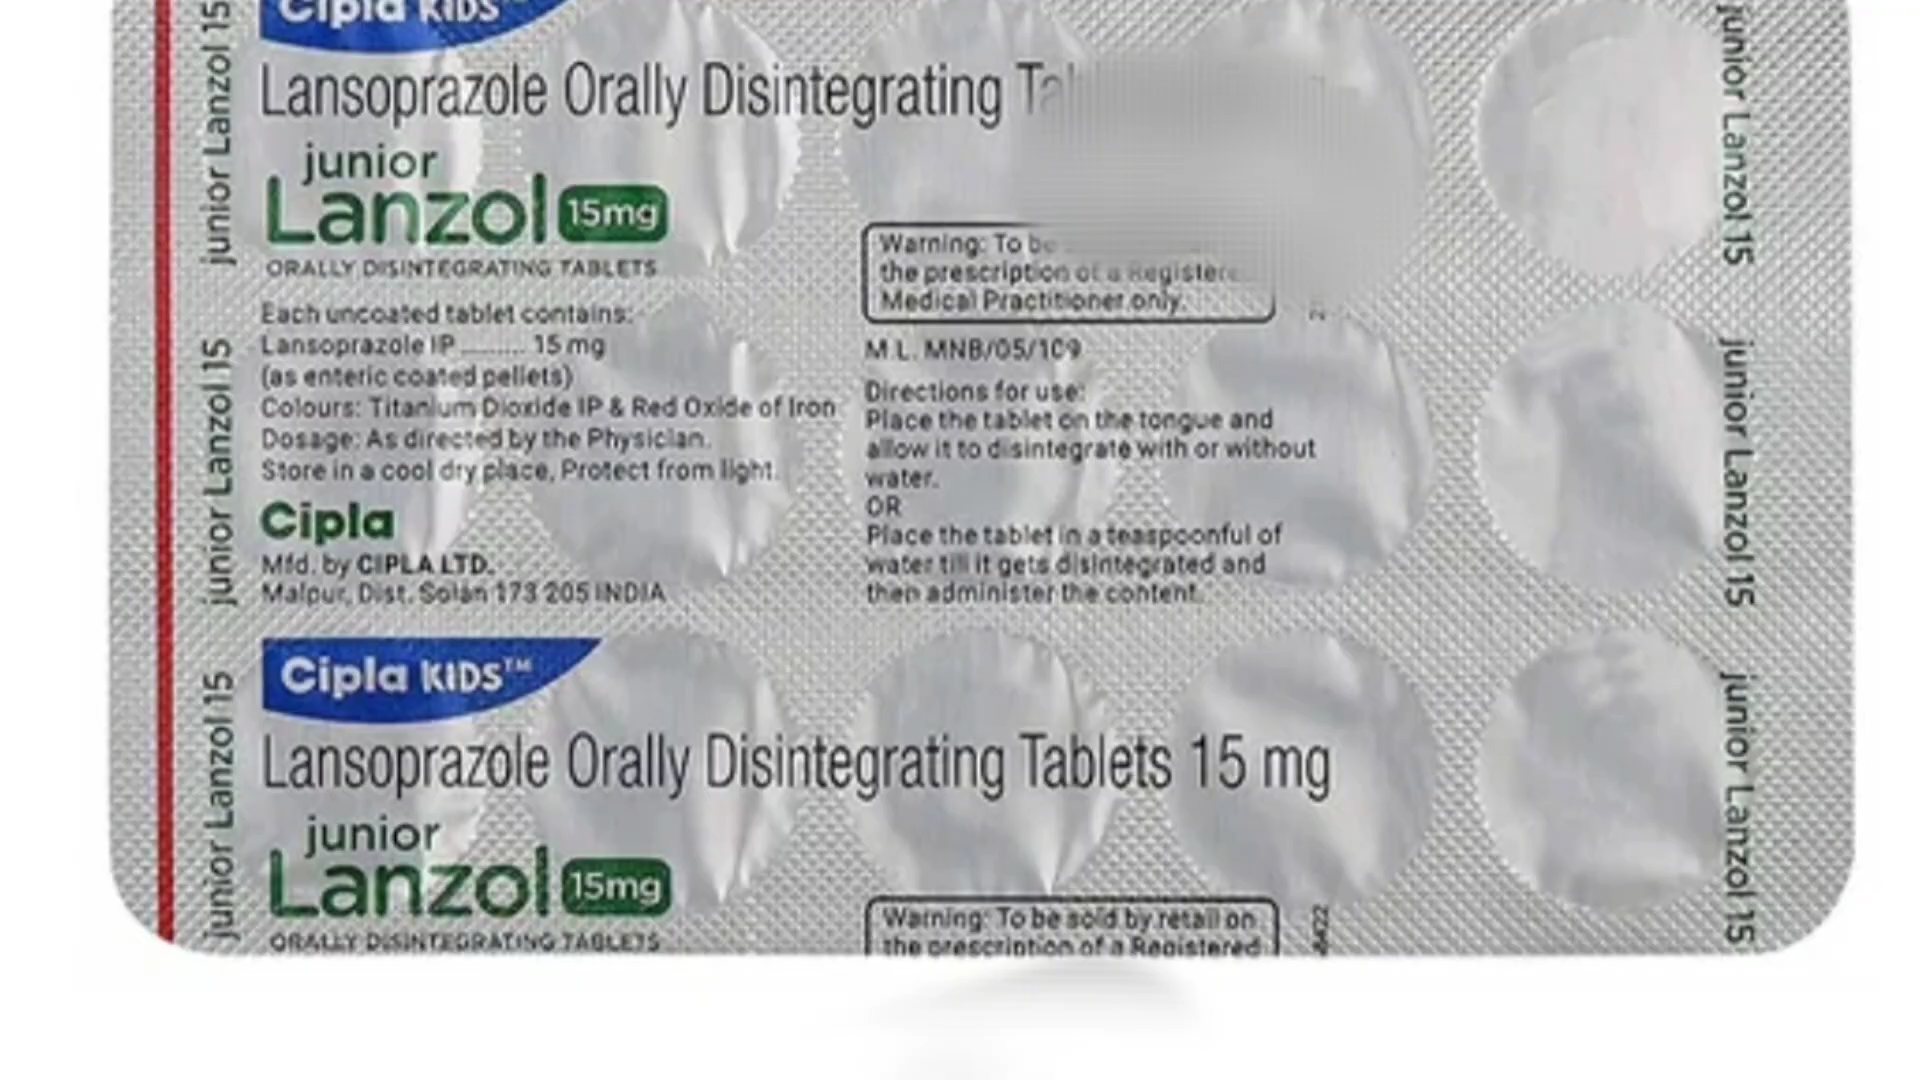 Cipla KIDS
Lansoprazole Orally Disintegrating
junior
Lanzol 15mg
ORALLY DISINTEGRATING TABLETS
Each uncoated tablet contains:
Lansoprazole IP ......... 15 mg
(as enteric coated pellets)
Colours: Titanium Dioxide IP & Red Oxide of Iron
Dosage: As directed by the Physician.
Store in a cool dry place, Protect from light.
Cipla
Mfd. by CIPLA LTD.
Malpur, Dist. Solan 173 205 INDIA
Warning: To be
the prescription of a
Medical Practitioner only.
M.L. MNB/05/109
Directions for use:
Place the tablet on the tongue and
allow it to disintegrate with or without
water.
OR
Place the tablet in a teaspoonful of
water till it gets disintegrated and
then administer the content.
Cipla KIDS™
Lansoprazole Orally Disintegrating Tablets 15 mg
junior
Lanzol 15mg
ORALLY DISINTEGRATING TABLETS
Warning: To be sold by retail on
the prescription of a Registered
junior Lanzol 15
junior Lanzol 15
junior Lanzol 15
junior Lanzol 15
junior Lanzol 15
junior Lanzol 15